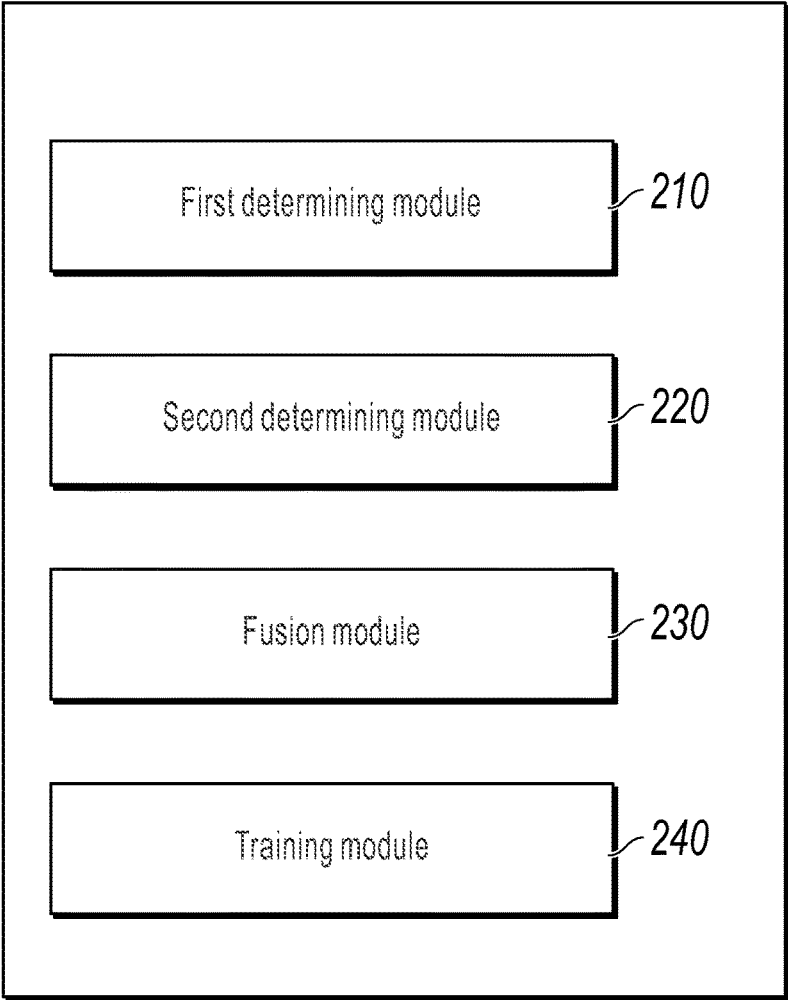 First determining module
210
Second determining module
220
Fusion module
230
Training module
240